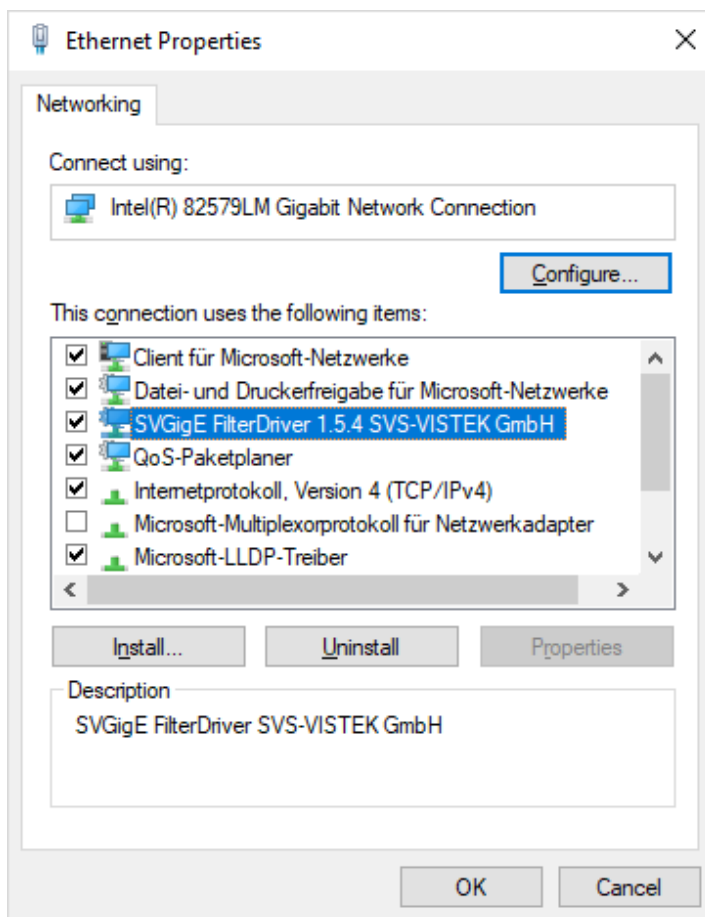 Ethernet Properties
Networking
Connect using:
Intel(R) 82579LM Gigabit Network Connection
Configure...
This connection uses the following items:
Client für Microsoft-Netzwerke
Datei- und Druckerfreigabe für Microsoft-Netzwerke
SVGigE FilterDriver 1.5.4 SVS-VISTEK GmbH
QoS-Paketplaner
Internetprotokoll, Version 4 (TCP/IPv4)
Microsoft-Multiplexorprotokoll für Netzwerkadapter
Microsoft-LLDP-Treiber
Install... Uninstall Properties
Description
SVGigE FilterDriver SVS-VISTEK GmbH
OK Cancel